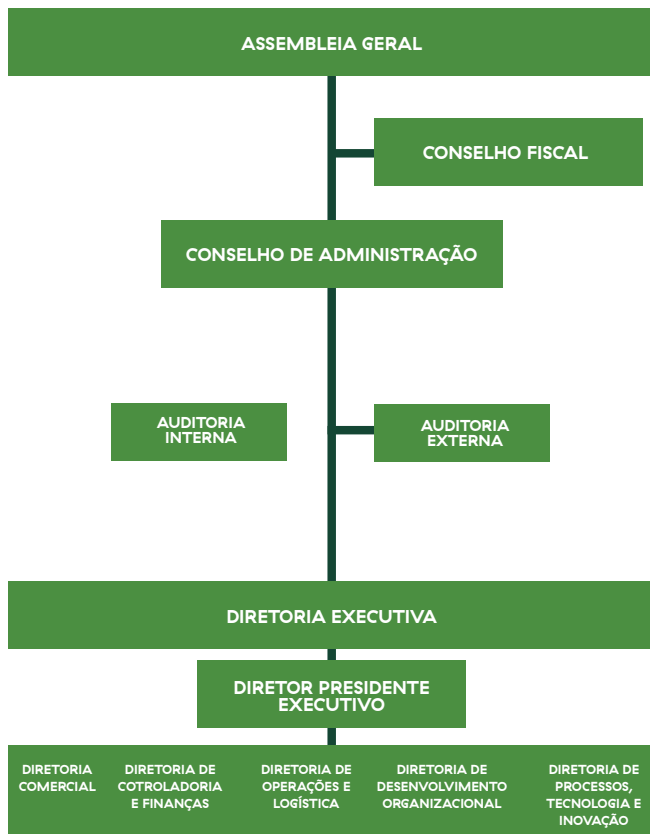 ASSEMBLEIA GERAL
CONSELHO FISCAL
CONSELHO DE ADMINISTRAÇÃO
AUDITORIA
INTERNA
AUDITORIA
EXTERNA
DIRETORIA EXECUTIVA
DIRETOR PRESIDENTE
EXECUTIVO
DIRETORIA
COMERCIAL
DIRETORIA DE
COTROLADORIA
E FINANÇAS
DIRETORIA DE
OPERAÇÕES E
LOGÍSTICA
DIRETORIA DE
DESENVOLVIMENTO
ORGANIZACIONAL
DIRETORIA DE
PROCESSOS,
TECNOLOGIA E
INOVAÇÃO